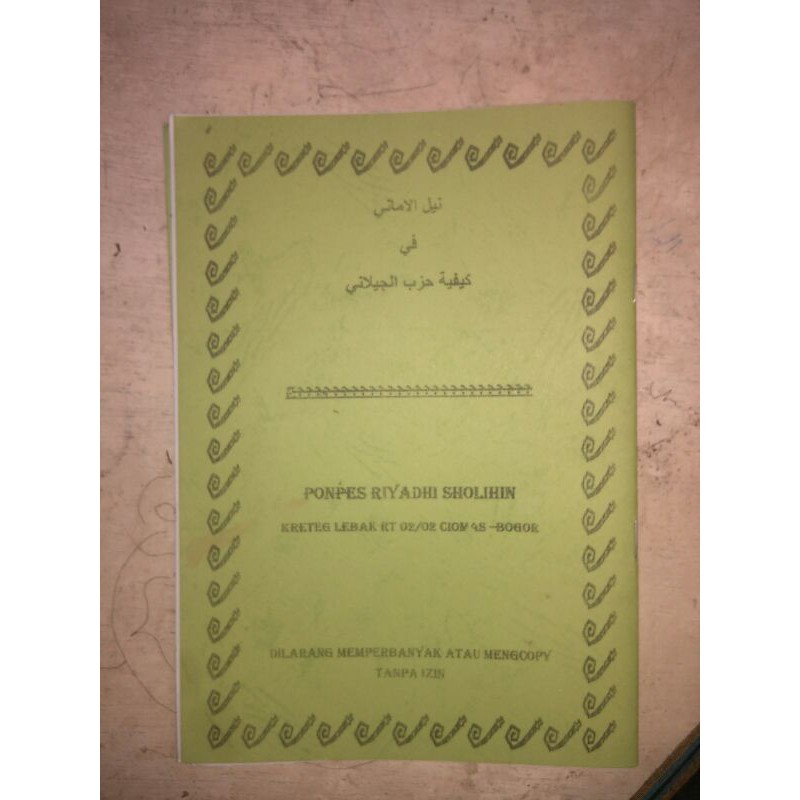 نيل الاماني
في
كيفية حزب الجيلاني
PONPES RIYADHI SHOLIHIN
KRETEG LEBAK RT 02/02 CIOMAS –BOGOR
DILARANG MEMPERBANYAK ATAU MENGCOPY
TANPA IZIN